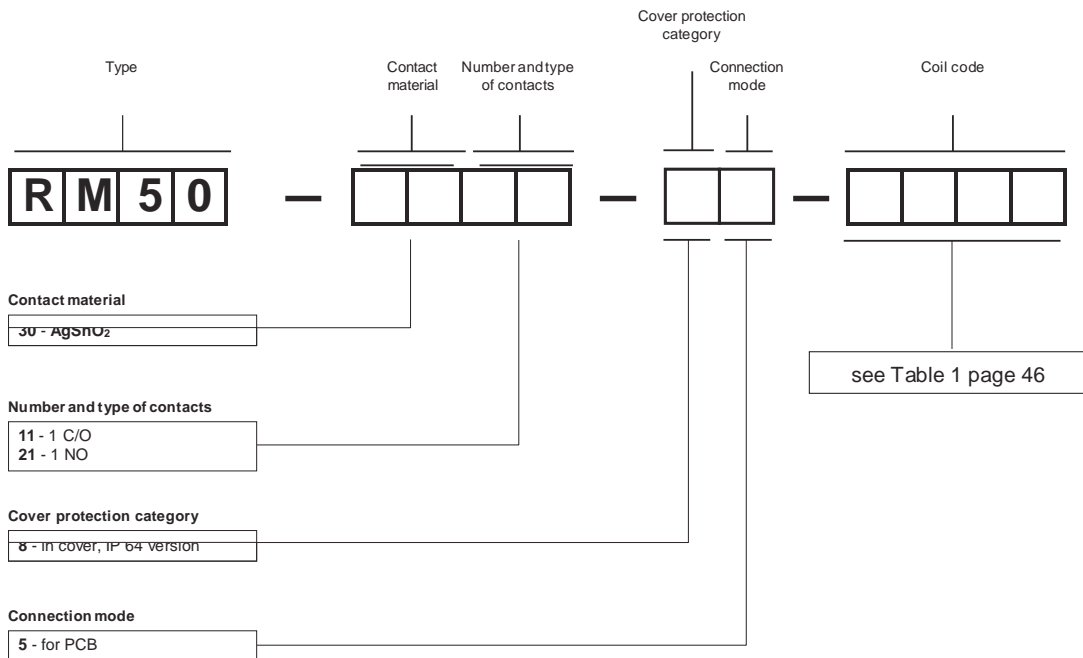 Cover protection
category
Type
Contact
material
Number and type
of contacts
Connection
mode
Coil code
RM50 — — —
Contact material
30 - AgSnO₂
see Table 1 page 46
Number and type of contacts
11 - 1 C/O
21 - 1 NO
Cover protection category
8 - in cover, IP 64 version
Connection mode
5 - for PCB